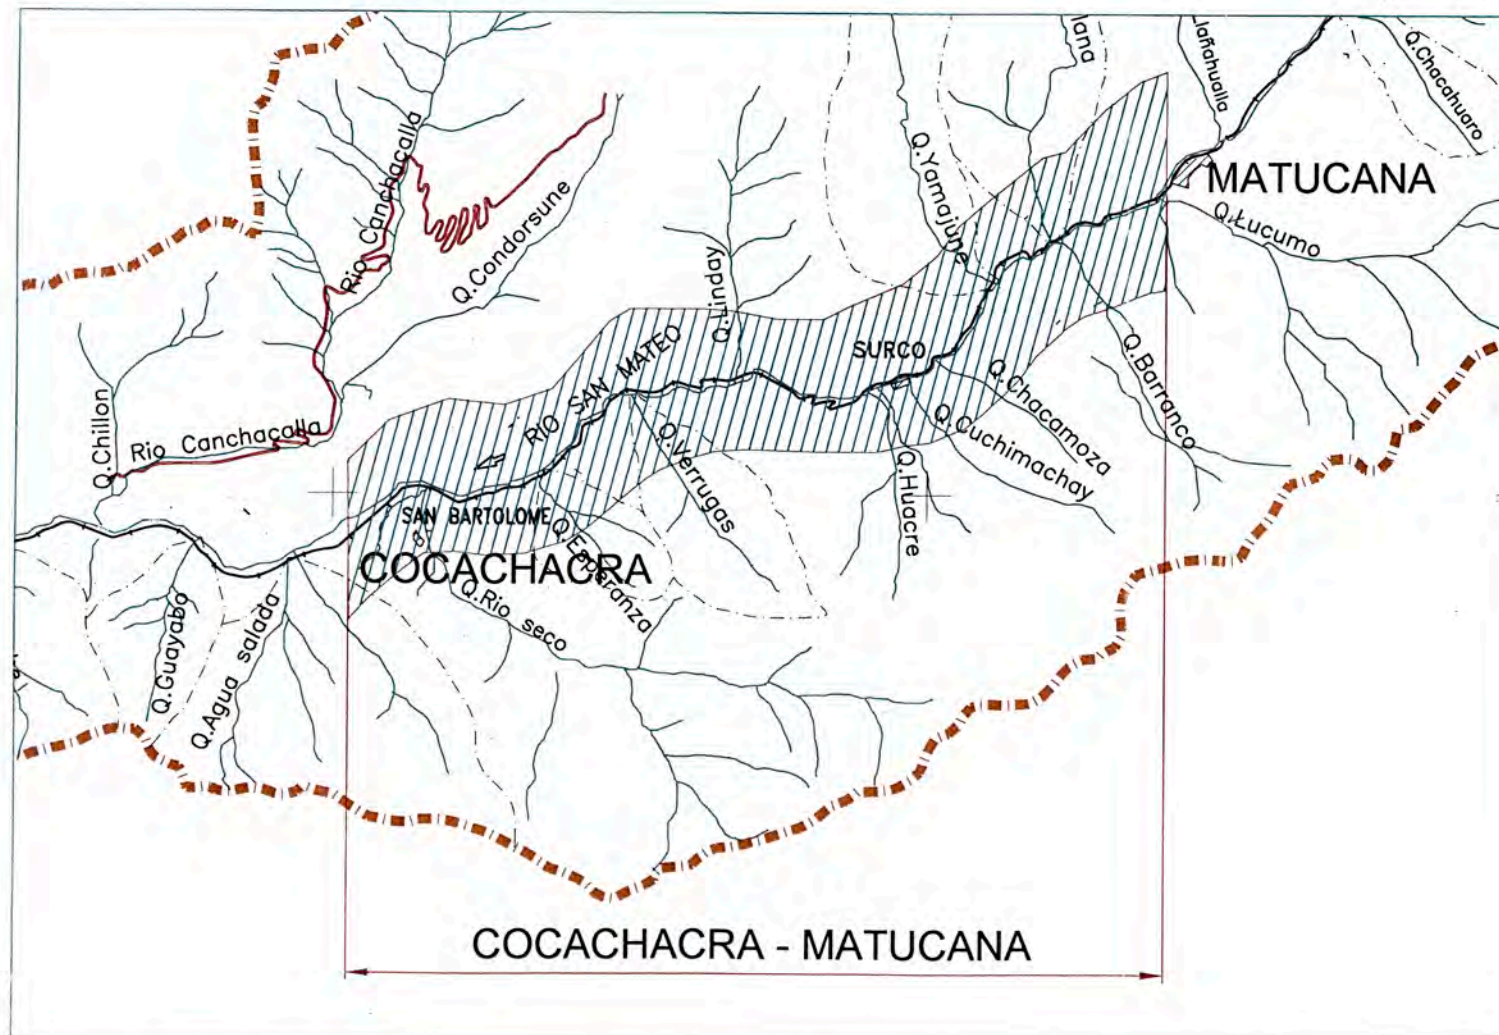 lana
Q.Chacahuaro
Rio Canchacalla
Q.Yamajune
MATUCANA
Q.Lucumo
Q.Condorsune
Q.Linday
RIO SAN MATEO
SURCO
Q.Barranco
Q.Chacamoza
Q.Cuchimachay
Q.Chillon
Rio Canchacalla
Q.Verrugas
Q.Huacre
SAN BARTOLOME
Q.Esperanza
COCACHACRA
Q.Rio seco
Q.Guayabo
Q.Agua salada
COCACHACRA - MATUCANA